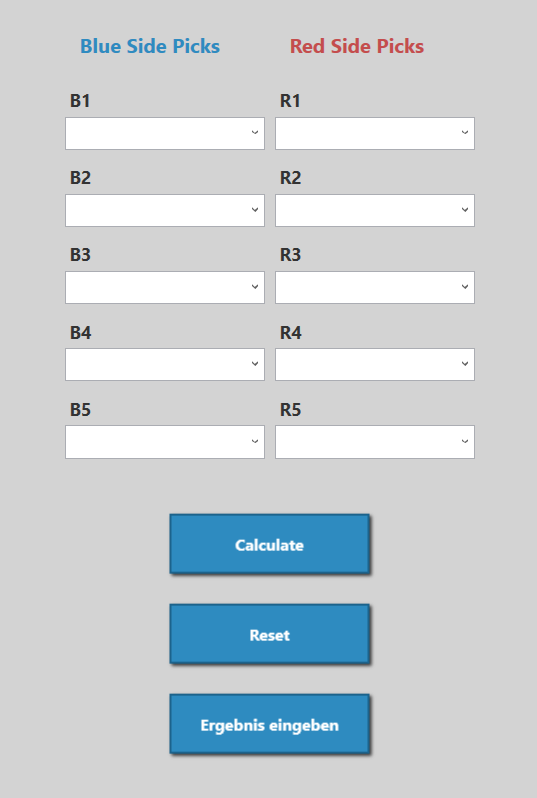 Blue Side Picks Red Side Picks
B1 R1
B2 R2
B3 R3
B4 R4
B5 R5
Calculate
Reset
Ergebnis eingeben